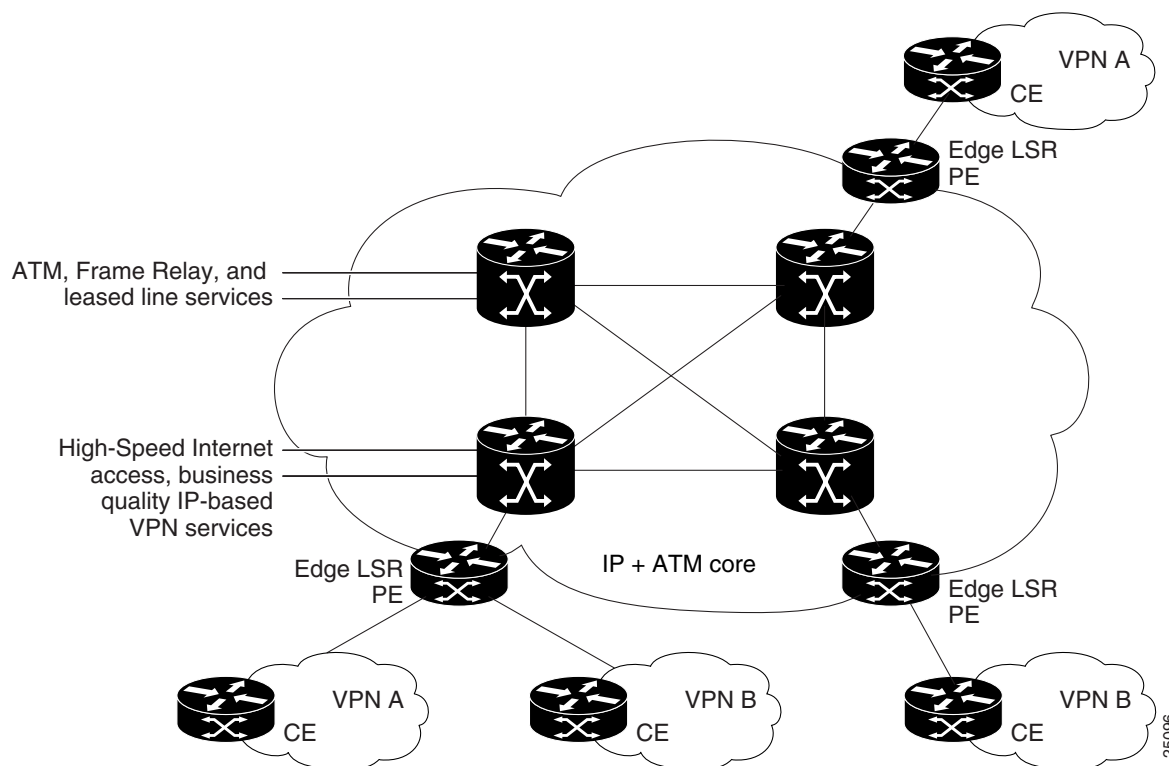 VPN A
CE
Edge LSR
PE
ATM, Frame Relay, and
leased line services
High-Speed Internet
access, business
quality IP-based
VPN services
Edge LSR
PE
IP + ATM core
Edge LSR
PE
VPN A
CE
VPN B
CE
VPN B
CE
25096